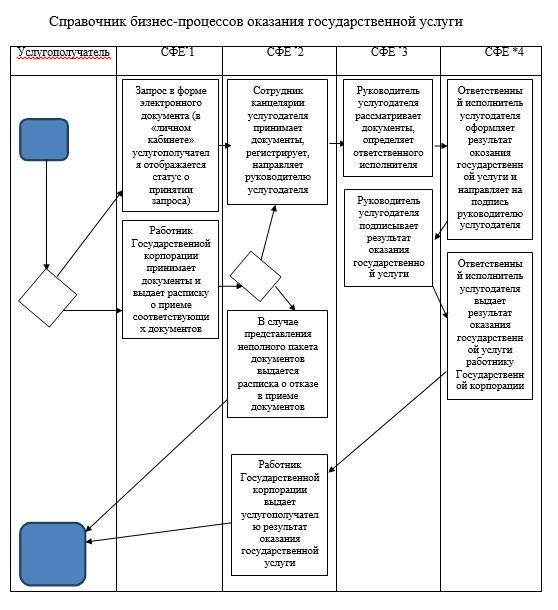 Справочник бизнес-процессов оказания государственной услуги
Услугополучатель
СФЕ*1
СФЕ *2
СФЕ *3
СФЕ *4
Запрос в форме
электронного
документа (в
«личном
кабинете»
услугополучател
я отображается
статус о
принятии
запроса)
Сотрудник
канцелярии
услугодателя
принимает
документы,
регистрирует,
направляет
руководителю
услугодателя
Руководитель
услугодателя
рассматривает
документы,
определяет
ответственного
исполнителя
Ответственны
й исполнитель
услугодателя
оформляет
результат
оказания
государственн
ой услуги и
направляет на
подпись
руководителю
услугодателя
Руководитель
услугодателя
подписывает
результат
оказания
государственно
й услуги
Работник
Государственной
корпорации
принимает
документы и
выдает расписку
о приеме
соответствующи
х документов
Ответственны
й исполнитель
услугодателя
выдает
результат
оказания
государственн
ой услуги
работнику
Государственн
ой корпорации
В случае
представления
неполного пакета
документов
выдается
расписка о отказе
в приеме
документов
Работник
Государственной
корпорации
выдает
услугополучател
ю результат
оказания
государственной
услуги